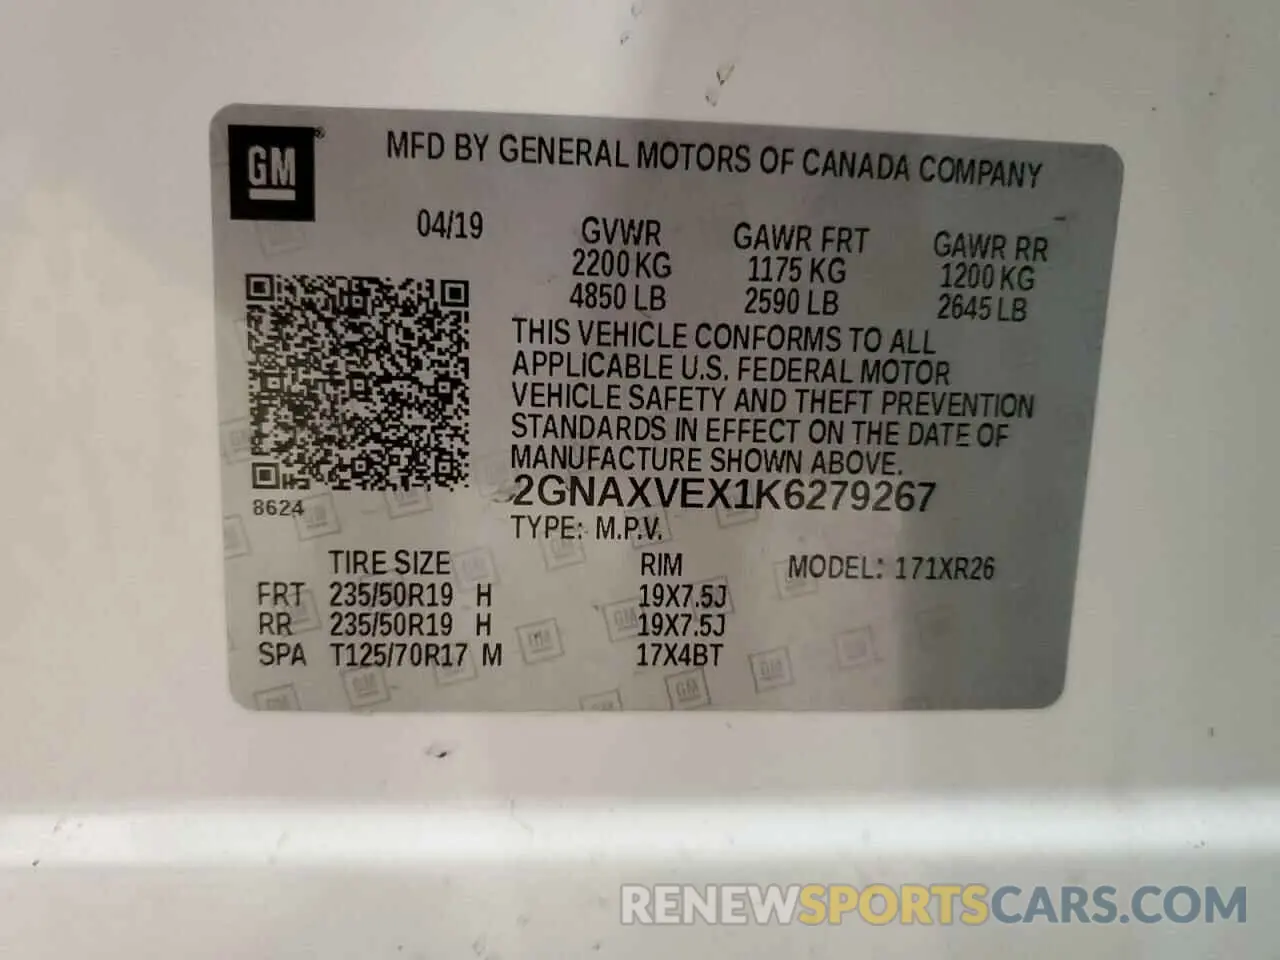 GM®
MFD BY GENERAL MOTORS OF CANADA COMPANY
04/19
GVWR
2200 KG
4850 LB
GAWR FRT
1175 KG
2590 LB
GAWR RR
1200 KG
2645 LB
THIS VEHICLE CONFORMS TO ALL
APPLICABLE U.S. FEDERAL MOTOR
VEHICLE SAFETY AND THEFT PREVENTION
STANDARDS IN EFFECT ON THE DATE OF
MANUFACTURE SHOWN ABOVE.
8624
2GNAXVEX1K6279267
TYPE: M.P.V.
TIRE SIZE RIM MODEL: 171XR26
FRT 235/50R19 H 19X7.5J
RR 235/50R19 H 19X7.5J
SPA T125/70R17 M 17X4BT
RENEWSPORTSCARS.COM